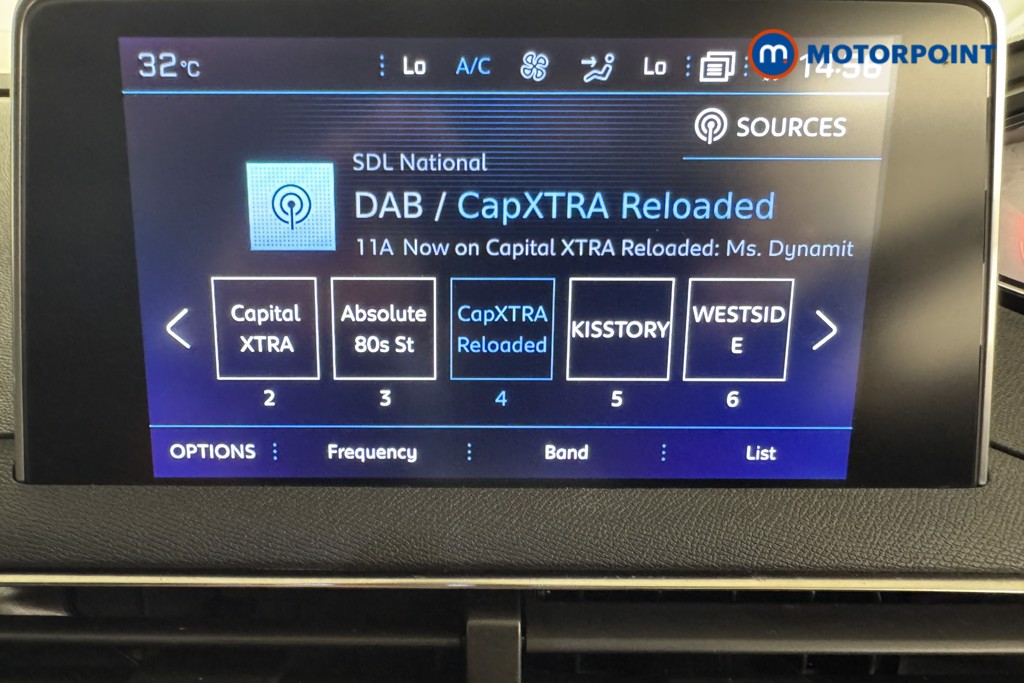 32°C Lo A/C Lo
m MOTORPOINT
SOURCES
SDL National
DAB / CapXTRA Reloaded
11A Now on Capital XTRA Reloaded: Ms. Dynamit
Capital XTRA
Absolute 80s St
CapXTRA Reloaded
KISSTORY
WESTSID E
2 3 4 5 6
OPTIONS Frequency Band List